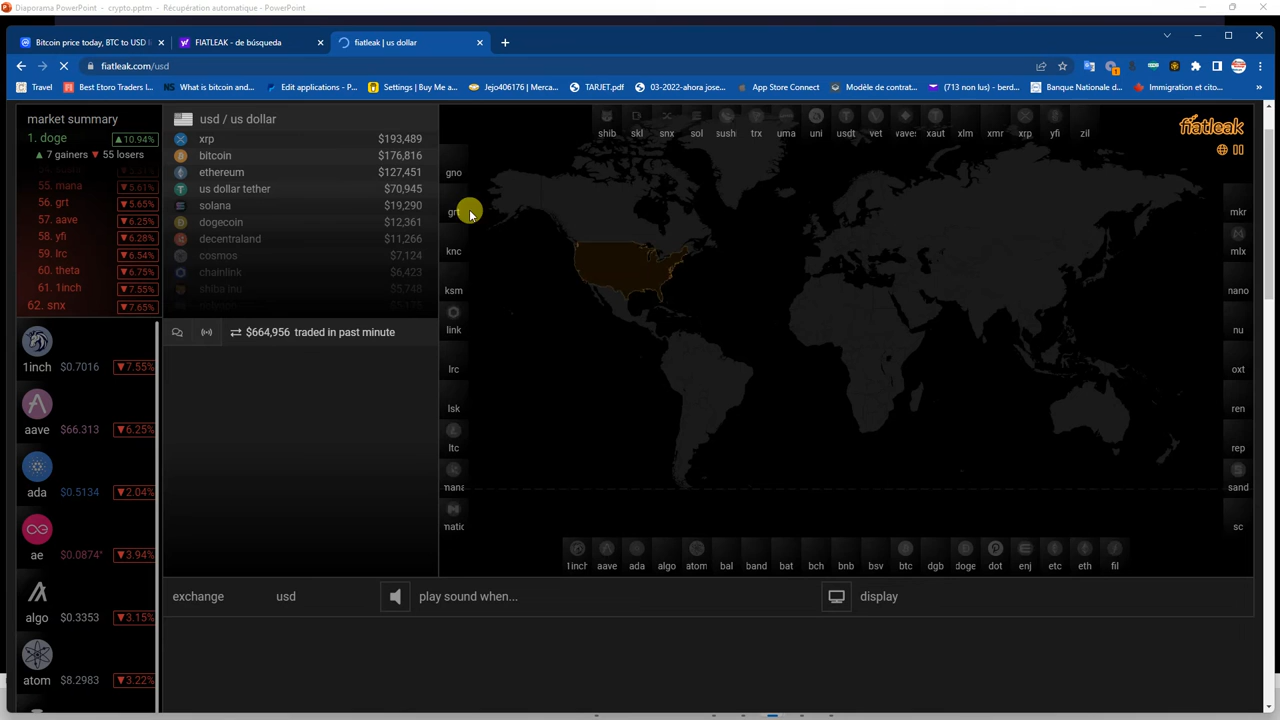 Diaporama PowerPoint - crypto.pptm - Récupération automatique - PowerPoint
Bitcoin price today, BTC to USD li
FIATLEAK - de búsqueda
fiatleak | us dollar
fiatleak.com/usd
Travel
Best Etoro Traders I...
What is bitcoin and...
Edit applications - P...
Settings | Buy Me a...
Jejo406176 | Merca...
TARJET.pdf
03-2022-ahora jose...
App Store Connect
Modèle de contrat...
(713 non lus) - berd...
Banque Nationale d...
Immigration et cito...
market summary
1. doge 10.94%
7 gainers 55 losers
55. mana 5.61%
56. grt 5.65%
57. aave 6.25%
58. yfi 6.28%
59. lrc 6.54%
60. theta 6.75%
61. 1inch 7.55%
62. snx 7.65%
1inch $0.7016 7.55%
aave $66.313 6.25%
ada $0.5134 2.04%
ae $0.0874* 3.94%
algo $0.3353 3.15%
atom $8.2983 3.22%
usd / us dollar
xrp $193,489
bitcoin $176,816
ethereum $127,451
us dollar tether $70,945
solana $19,290
dogecoin $12,361
decentraland $11,266
cosmos $7,124
chainlink $6,423
shiba inu $5,748
$664,956 traded in past minute
shib skl snx sol sush trx uma uni usdt vet wave xaut xlm xmr xrp yfi zil
fiatleak
gno
grt
knc
ksm
link
lrc
lsk
ltc
mana
matic
mkr
mlx
nano
nu
oxt
ren
rep
sand
sc
1inch aave ada algo atom bal band bat bch bnb bsv btc dgb doge dot enj etc eth fil
exchange usd
play sound when...
display